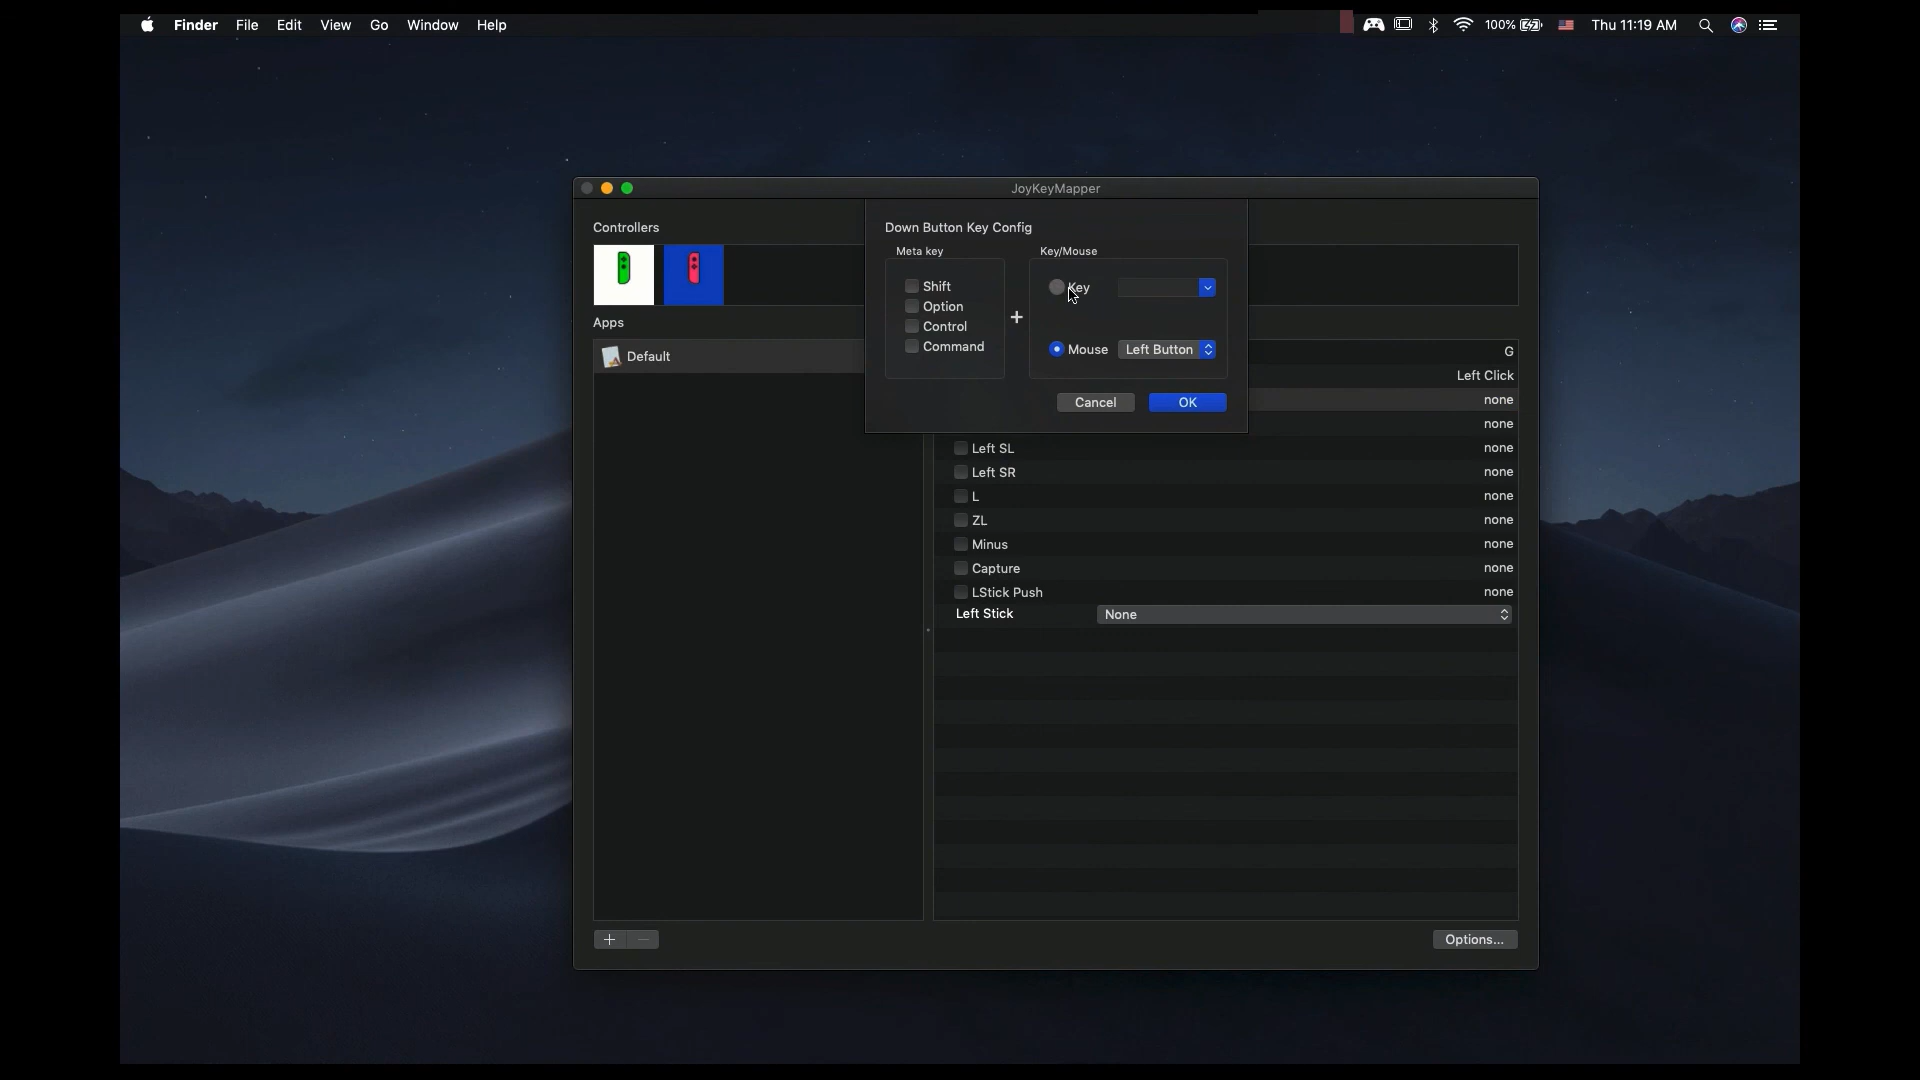 Finder File Edit View Go Window Help 100% Thu 11:19 AM
JoyKeyMapper
Controllers
Down Button Key Config
Meta key Key/Mouse
Shift
Option
Control
Command
+
Key
Mouse Left Button
Cancel OK
Apps
Default
G
Left Click
none
none
Left SL none
Left SR none
L none
ZL none
Minus none
Capture none
LStick Push none
Left Stick None
+ −
Options...